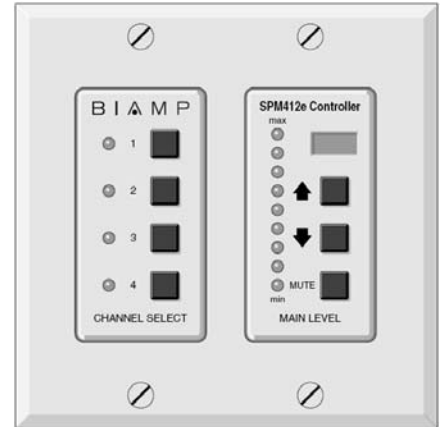 BIAMP
1
2
3
4
CHANNEL SELECT
SPM412e Controller
max
MUTE
min
MAIN LEVEL